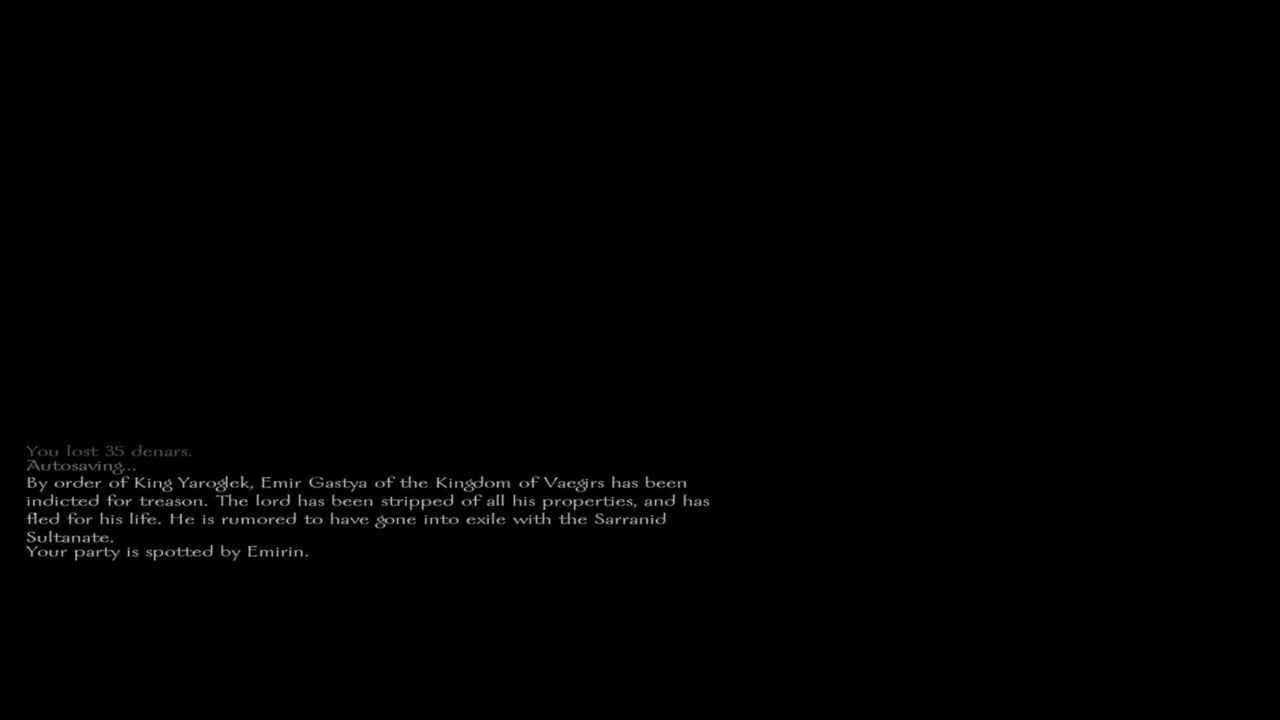 You lost 35 denars.
Autosaving...
By order of King Yaroglek, Emir Gastya of the Kingdom of Vaegirs has been
indicted for treason. The lord has been stripped of all his properties, and has
fled for his life. He is rumored to have gone into exile with the Sarranid
Sultanate.
Your party is spotted by Emirin.